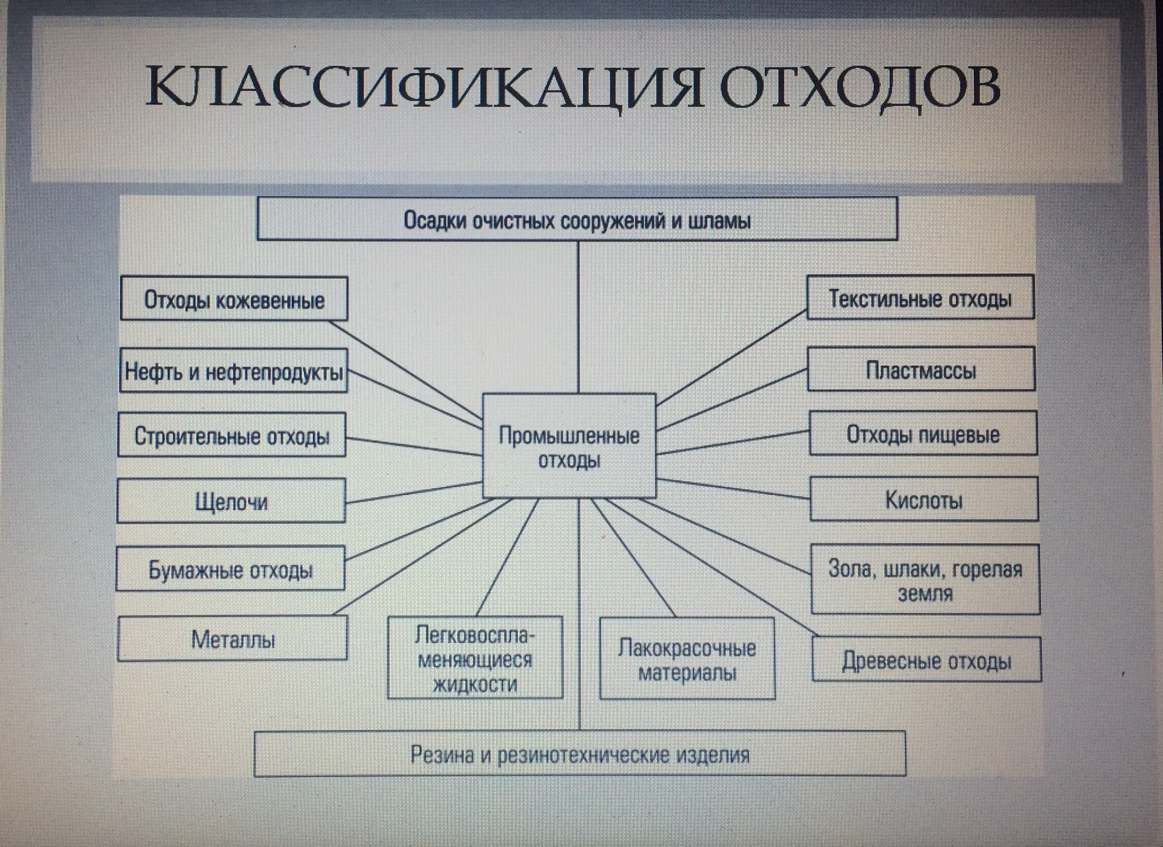 КЛАССИФИКАЦИЯ ОТХОДОВ
Осадки очистных сооружений и шламы
Отходы кожевенные
Текстильные отходы
Нефть и нефтепродукты
Пластмассы
Строительные отходы
Промышленные
отходы
Отходы пищевые
Щелочи
Кислоты
Бумажные отходы
Зола, шлаки, горелая
земля
Металлы
Легковоспла-
меняющиеся
жидкости
Лакокрасочные
материалы
Древесные отходы
Резина и резинотехнические изделия